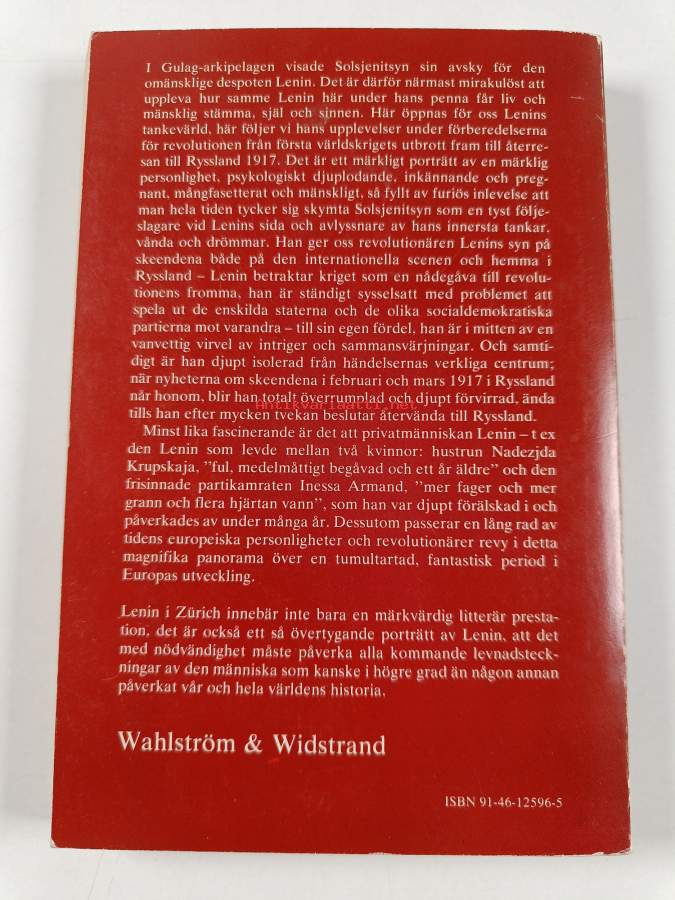 I Gulag-arkipelagen visade Solsjenitsyn sin avsky för den
omänsklige despoten Lenin. Det är därför närmast mirakulöst att
uppleva hur samme Lenin här under hans penna får liv och
mänsklig stämma, själ och sinnen. Här öppnas för oss Lenins
tankevärld, här följer vi hans upplevelser under förberedelserna
för revolutionen från första världskrigets utbrott fram till återre-
san till Ryssland 1917. Det är ett märkligt porträtt av en märklig
personlighet, psykologiskt djuplodande, inkännande och preg-
nant, mångfasetterat och mänskligt, så fyllt av furiös inlevelse att
man hela tiden tycker sig skymta Solsjenitsyn som en tyst följe-
slagare vid Lenins sida och avlyssnare av hans innersta tankar,
vånda och drömmar. Han ger oss revolutionären Lenins syn på
skeendena både på den internationella scenen och hemma i
Ryssland – Lenin betraktar kriget som en nådegåva till revolu-
tionens fromma, han är ständigt sysselsatt med problemet att
spela ut de enskilda staterna och de olika socialdemokratiska
partierna mot varandra – till sin egen fördel, han är i mitten av en
vanvettig virvel av intriger och sammansvärjningar. Och samti-
digt är han djupt isolerad från händelsernas verkliga centrum;
när nyheterna om skeendena i februari och mars 1917 i Ryssland
når honom, blir han totalt överrumplad och djupt förvirrad, ända
tills han efter mycken tvekan beslutar återvända till Ryssland.
Antikvariaatti.net
Minst lika fascinerande är det att privatmänniskan Lenin – t ex
den Lenin som levde mellan två kvinnor: hustrun Nadezjda
Krupskaja, ”ful, medelmåttigt begåvad och ett år äldre” och den
frisinnade partikamraten Inessa Armand, ”mer fager och mer
grann och flera hjärtan vann”, som han var djupt förälskad i och
påverkades av under många år. Dessutom passerar en lång rad av
tidens europeiska personligheter och revolutionärer revy i detta
magnifika panorama över en tumultartad, fantastisk period i
Europas utveckling.
Lenin i Zürich innebär inte bara en märkvärdig litterär presta-
tion, det är också ett så övertygande porträtt av Lenin, att det
med nödvändighet måste påverka alla kommande levnadsteck-
ningar av den människa som kanske i högre grad än någon annan
påverkat vår och hela världens historia.
Wahlström & Widstrand
ISBN 91-46-12596-5